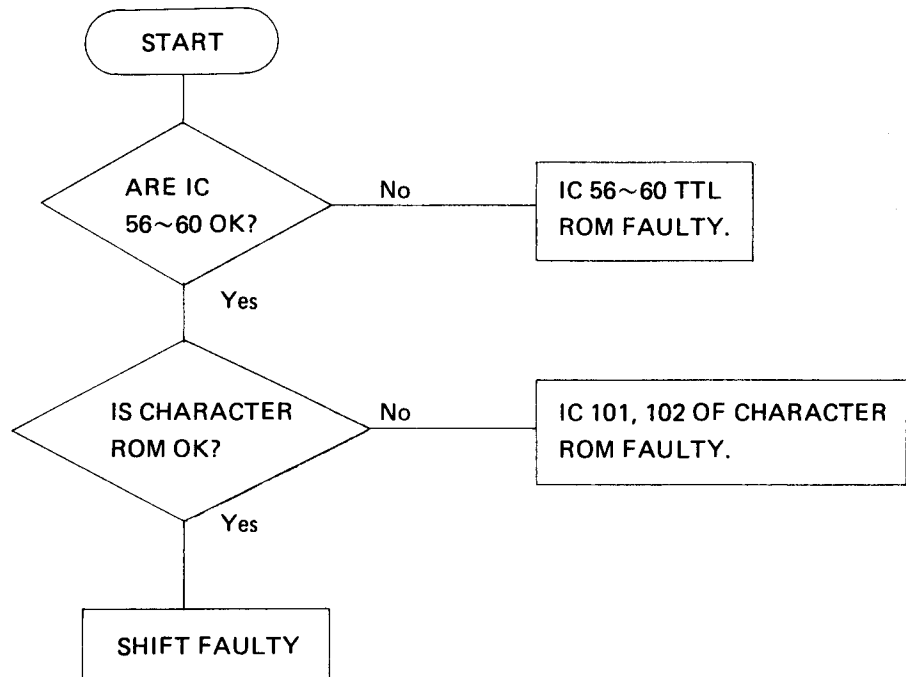 START
ARE IC
56~60 OK?
No
IC 56~60 TTL
ROM FAULTY.
Yes
IS CHARACTER
ROM OK?
No
IC 101, 102 OF CHARACTER
ROM FAULTY.
Yes
SHIFT FAULTY